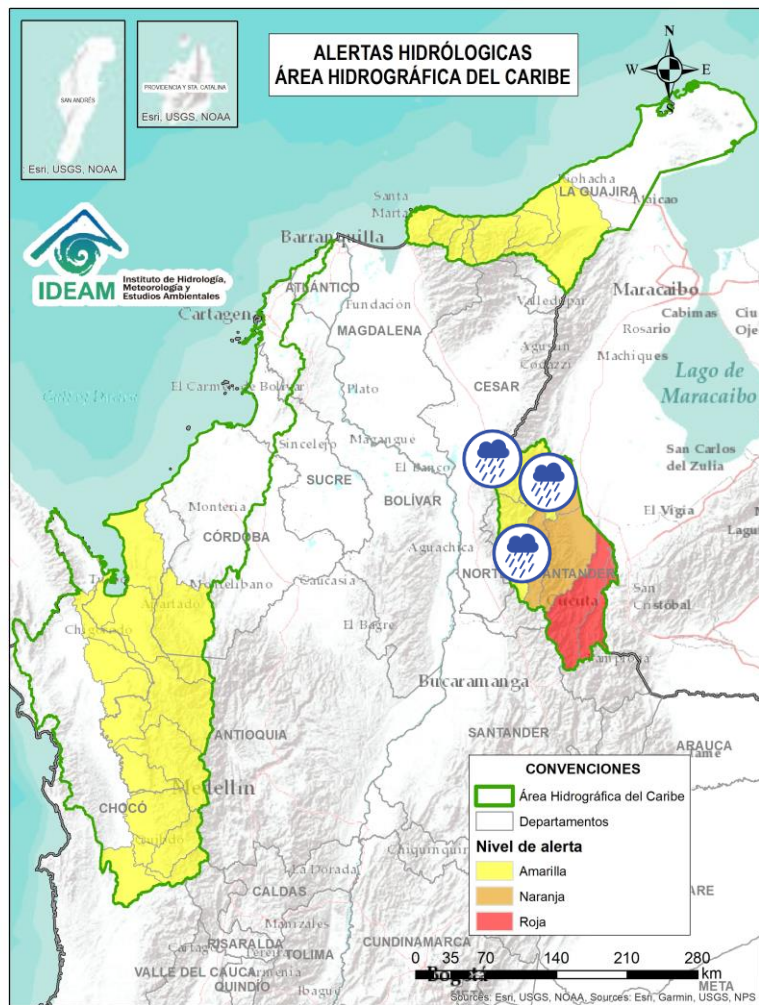 SAN ANDRÉS
Esri, USGS, NOAA
PROVIDENCIA Y STA. CATALINA
Esri, USGS, NOAA
ALERTAS HIDRÓLOGICAS
ÁREA HIDROGRÁFICA DEL CARIBE
N
W
E
S
IDEAM
Instituto de Hidrología,
Meteorología y
Estudios Ambientales
Santa
Marta
LA GUAJIRA
Maicao
Barranquilla
ATLÁNTICO
Cartagena
Fundación
MAGDALENA
Valledupar
Maracaibo
Rosario
Cabimas
Ciu
Oje
Agustín
Codazzi
Machiques
Lago de
Maracaibo
El Carmen de Bolívar
Plato
CESAR
Sincelejo
Magangué
SUCRE
El Banco
San Carlos
del Zulia
Montería
BOLÍVAR
El Vigía
CÓRDOBA
Aguachica
Montelíbano
Caucasia
NORTE
SANTANDER
Apartadó
Cúcuta
San
Cristóbal
El Bagre
Pamplona
Bucaramanga
ANTIOQUIA
SANTANDER
ARAUCA
Medellín
CHOCÓ
Quibdó
La Dorada
CALDAS
Manizales
RISARALDA
TOLIMA
CUNDINAMARCA
VALLE DEL CAUCA
Armenia
QUINDÍO
Ibagué
Bogotá
META
CONVENCIONES
Área Hidrográfica del Caribe
Departamentos
Nivel de alerta
Amarilla
Naranja
Roja
0 35 70 140 210 280
km
Sources: Esri, USGS, NOAA, Sources: Esri, Garmin, USGS, NPS